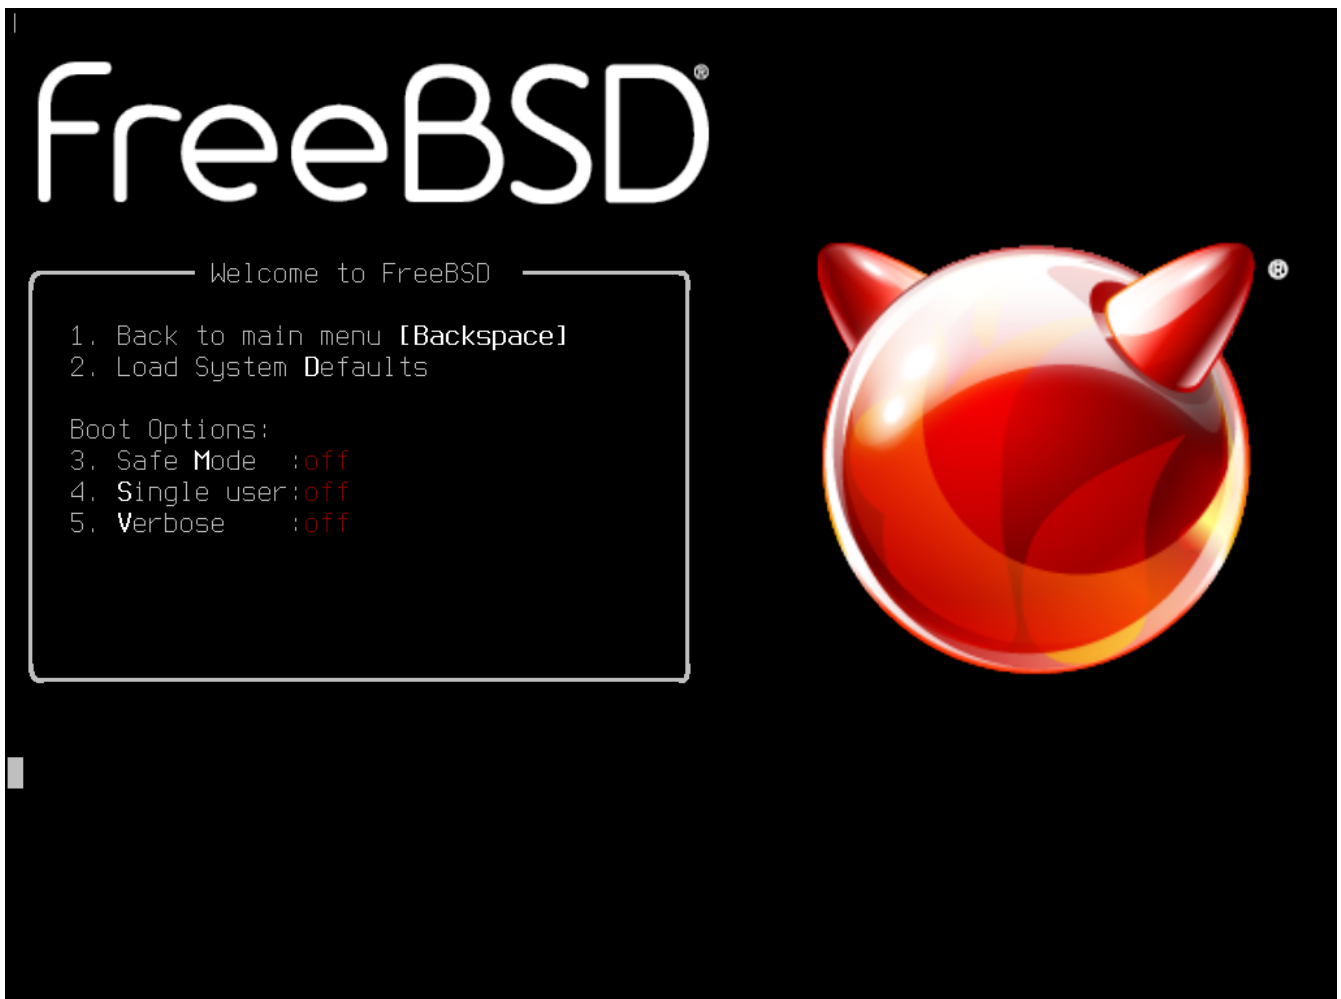 FreeBSD®
Welcome to FreeBSD
1. Back to main menu [Backspace]
2. Load System Defaults
Boot Options:
3. Safe Mode  :off
4. Single user:off
5. Verbose    :off
®